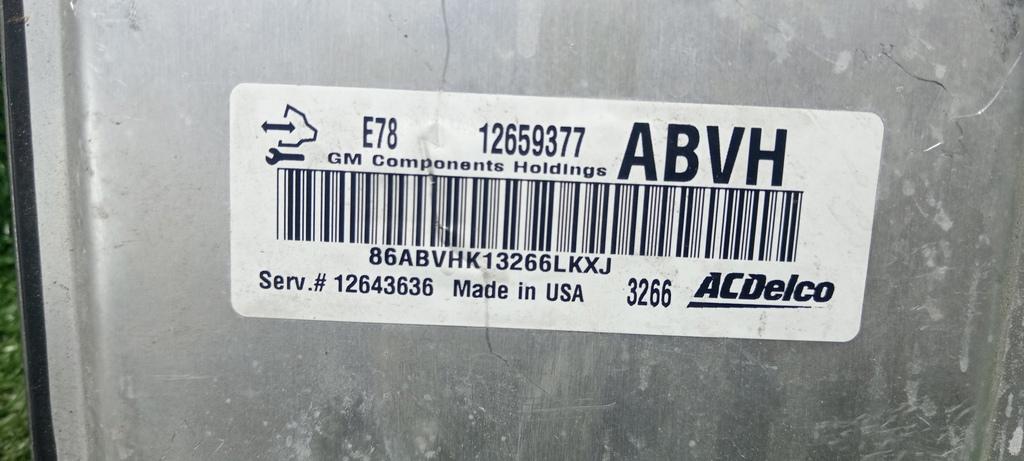 E78 12659377 ABVH
GM Components Holdings
86ABVHK13266LKXJ
Serv.# 12643636 Made in USA 3266 ACDelco